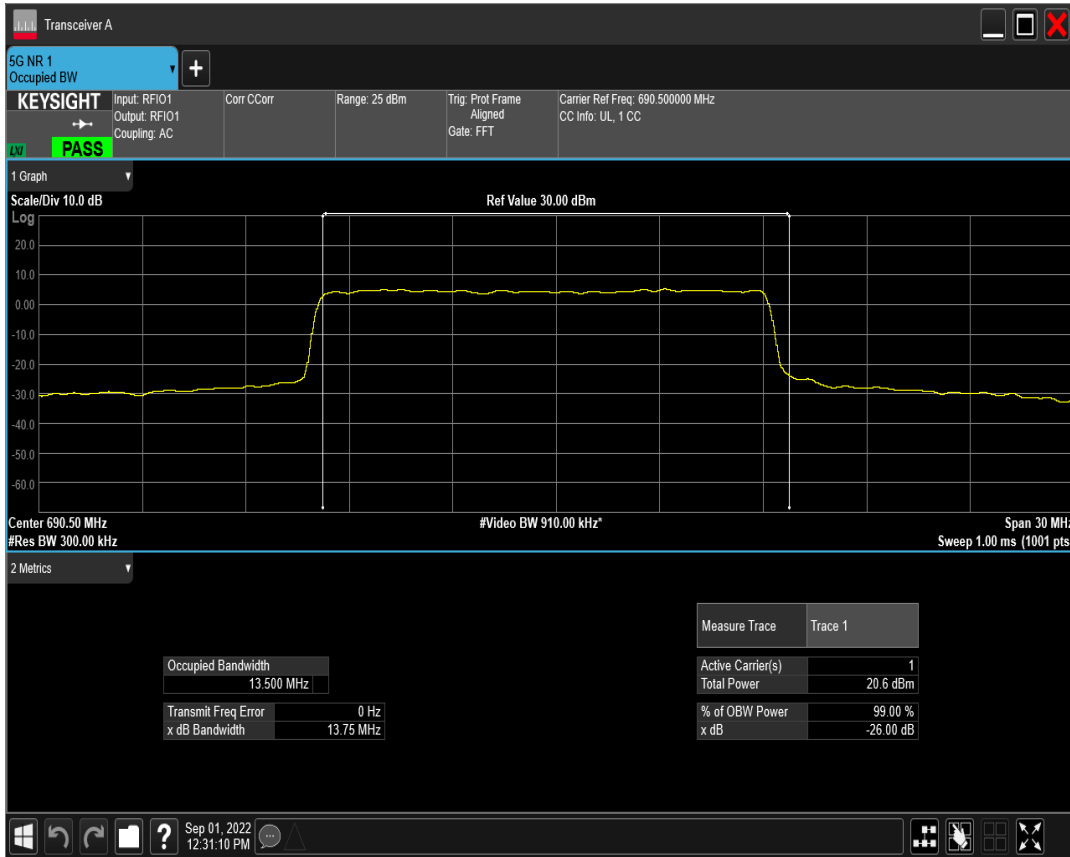 Transceiver A
5G NR 1
Occupied BW
KEYSIGHT
LXI
PASS
Input: RFIO1
Output: RFIO1
Coupling: AC
Corr CCorr
Range: 25 dBm
Trig: Prot Frame
Aligned
Gate: FFT
Carrier Ref Freq: 690.500000 MHz
CC Info: UL, 1 CC
1 Graph
Scale/Div 10.0 dB
Ref Value 30.00 dBm
Log
20.0
10.0
0.00
-10.0
-20.0
-30.0
-40.0
-50.0
-60.0
Center 690.50 MHz
#Video BW 910.00 kHz*
Span 30 MHz
#Res BW 300.00 kHz
Sweep 1.00 ms (1001 pts
2 Metrics
Measure Trace Trace 1
Occupied Bandwidth
13.500 MHz
Active Carrier(s) 1
Total Power 20.6 dBm
Transmit Freq Error 0 Hz
x dB Bandwidth 13.75 MHz
% of OBW Power 99.00 %
x dB -26.00 dB
?
Sep 01, 2022
12:31:10 PM